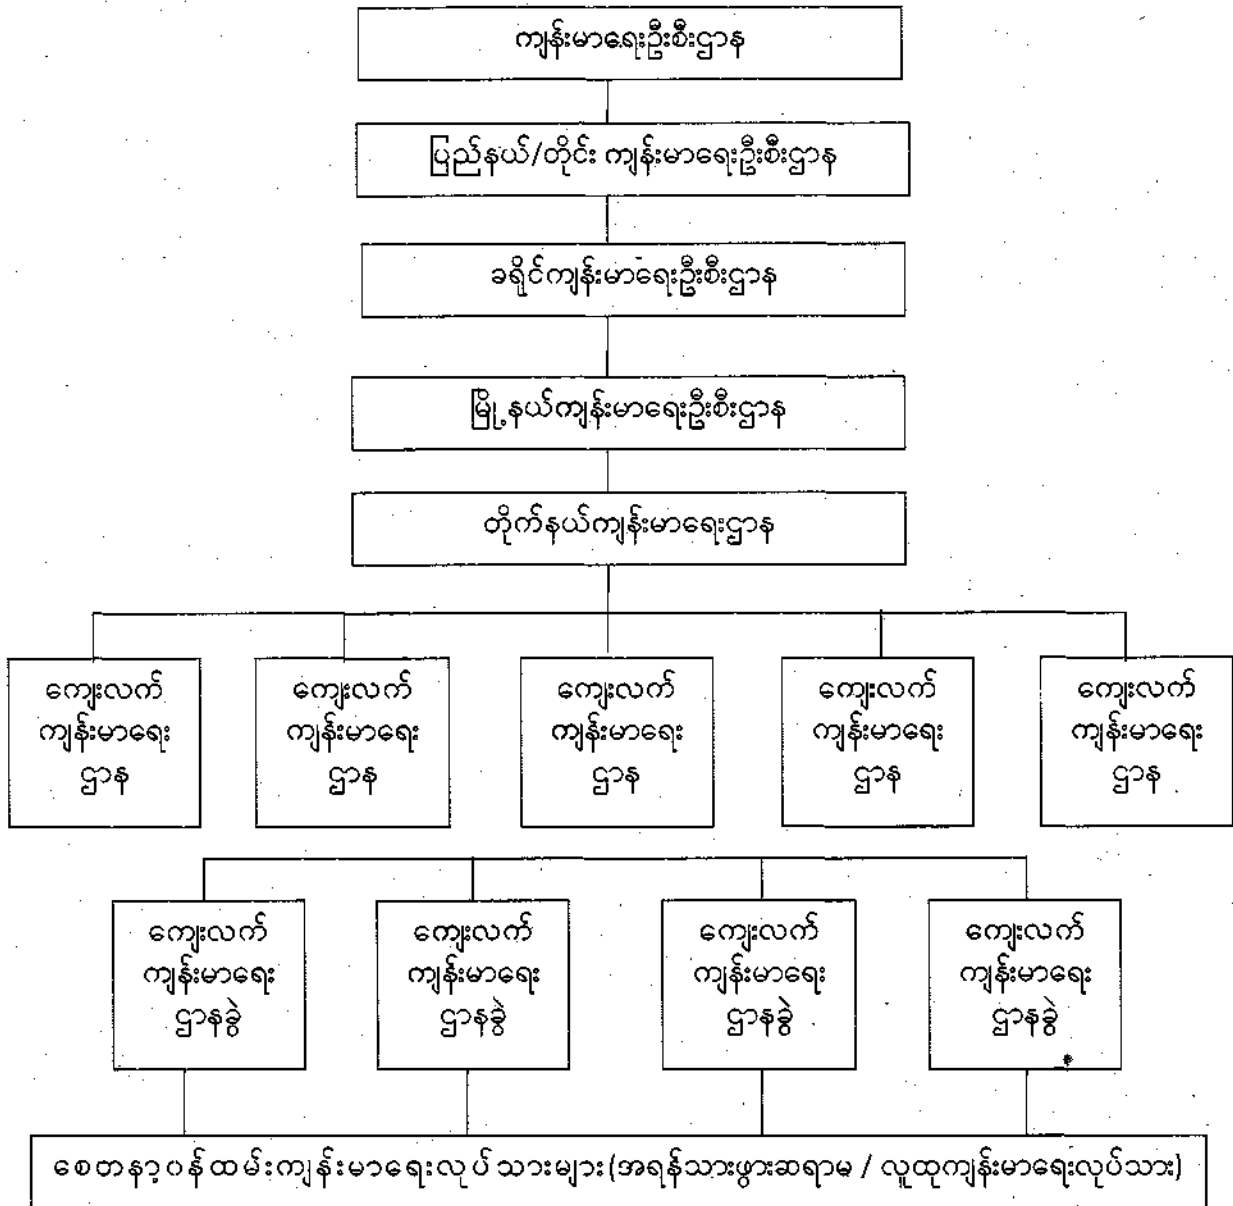 ကျန်းမာရေးဦးစီးဌာန
ပြည်နယ်/တိုင်း ကျန်းမာရေးဦးစီးဌာန
ခရိုင်ကျန်းမာရေးဦးစီးဌာန
မြို့နယ်ကျန်းမာရေးဦးစီးဌာန
တိုက်နယ်ကျန်းမာရေးဌာန
ကျေးလက်
ကျန်းမာရေး
ဌာန
ကျေးလက်
ကျန်းမာရေး
ဌာန
ကျေးလက်
ကျန်းမာရေး
ဌာန
ကျေးလက်
ကျန်းမာရေး
ဌာန
ကျေးလက်
ကျန်းမာရေး
ဌာန
ကျေးလက်
ကျန်းမာရေး
ဌာနခွဲ
ကျေးလက်
ကျန်းမာရေး
ဌာနခွဲ
ကျေးလက်
ကျန်းမာရေး
ဌာနခွဲ
ကျေးလက်
ကျန်းမာရေး
ဌာနခွဲ
စေတနာ့ဝန်ထမ်းကျန်းမာရေးလုပ်သားများ(အရန်သားဖွားဆရာမ / လူထုကျန်းမာရေးလုပ်သား)